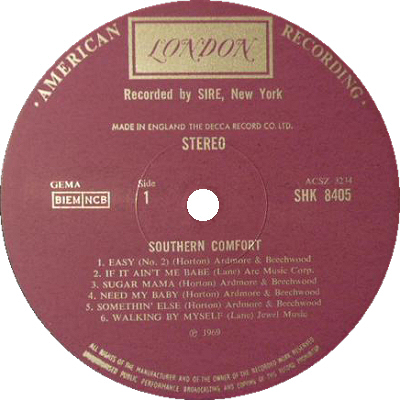 · AMERICAN RECORDING ·
LONDON
Recorded by SIRE, New York
MADE IN ENGLAND THE DECCA RECORD CO. LTD.
STEREO
GEMA
BIEM NCB
Side
1
ACSZ 3234
SHK 8405
SOUTHERN COMFORT
1. EASY (No. 2) (Horton) Ardmore & Beechwood
2. IF IT AIN'T ME BABE (Lane) Arc Music Corp.
3. SUGAR MAMA (Horton) Ardmore & Beechwood
4. NEED MY BABY (Horton) Ardmore & Beechwood
5. SOMETHIN' ELSE (Horton) Ardmore & Beechwood
6. WALKING BY MYSELF (Lane) Jewel Music
℗ 1969
ALL RIGHTS OF THE MANUFACTURER AND OF THE OWNER OF THE RECORDED WORK RESERVED
UNAUTHORISED PUBLIC PERFORMANCE BROADCASTING AND COPYING OF THIS RECORD PROHIBITED